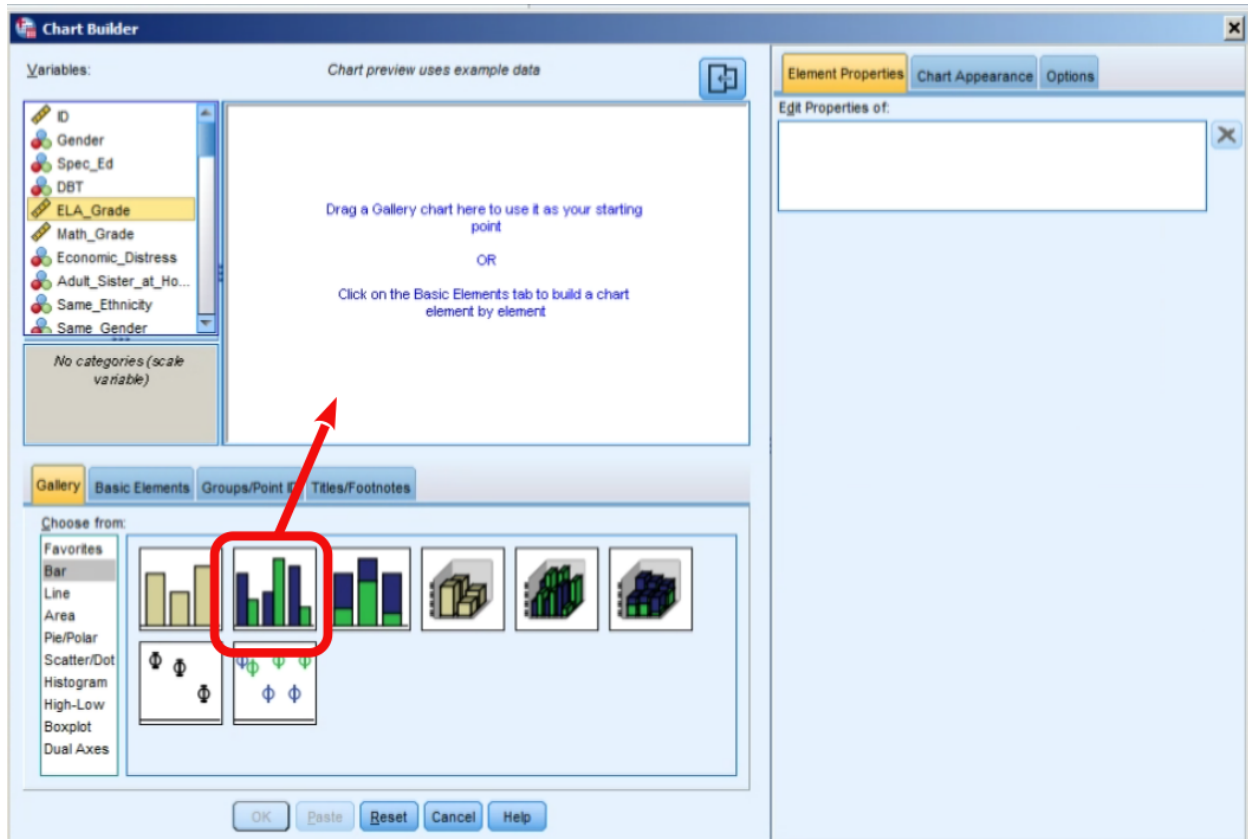 Chart Builder
Variables:
Chart preview uses example data
ID
Gender
Spec_Ed
DBT
ELA_Grade
Math_Grade
Economic_Distress
Adult_Sister_at_Ho...
Same_Ethnicity
Same_Gender
No categories (scale
variable)
Drag a Gallery chart here to use it as your starting
point
OR
Click on the Basic Elements tab to build a chart
element by element
Element Properties
Chart Appearance
Options
Edit Properties of:
Gallery
Basic Elements
Groups/Point ID
Titles/Footnotes
Choose from:
Favorites
Bar
Line
Area
Pie/Polar
Scatter/Dot
Histogram
High-Low
Boxplot
Dual Axes
OK
Paste
Reset
Cancel
Help